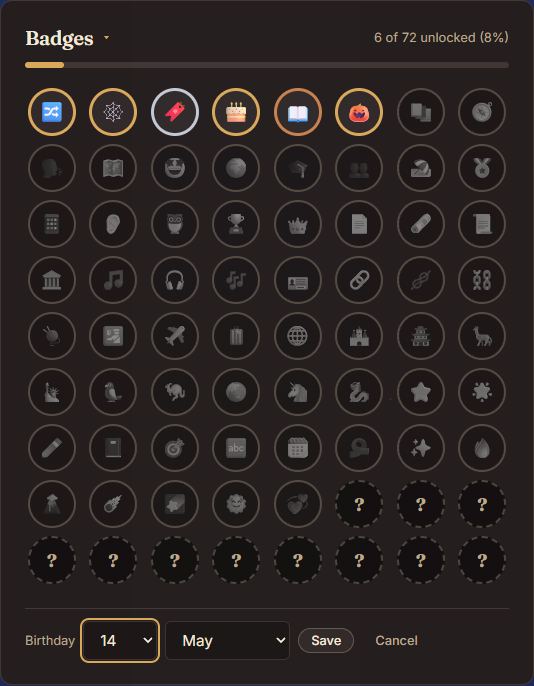 Badges
6 of 72 unlocked (8%)
abc
? ? ?
? ? ? ? ? ? ? ?
Birthday 14 May Save Cancel